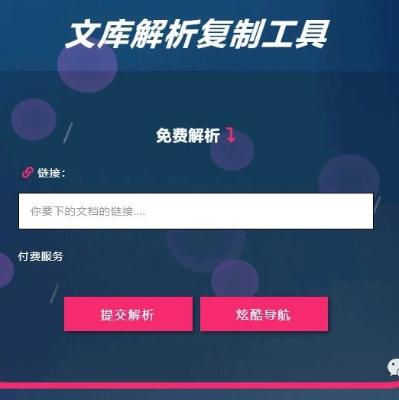 文库解析复制工具
免费解析
链接：
你要下的文档的链接....
付费服务
提交解析
炫酷导航